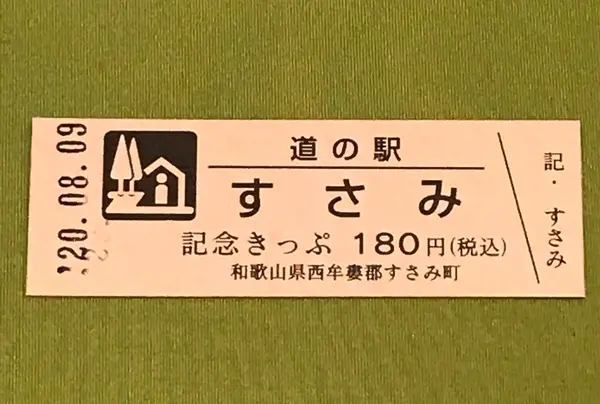 '20.08.09
道の駅
すさみ
記念きっぷ 180円(税込)
和歌山県西牟婁郡すさみ町
記・すさみ